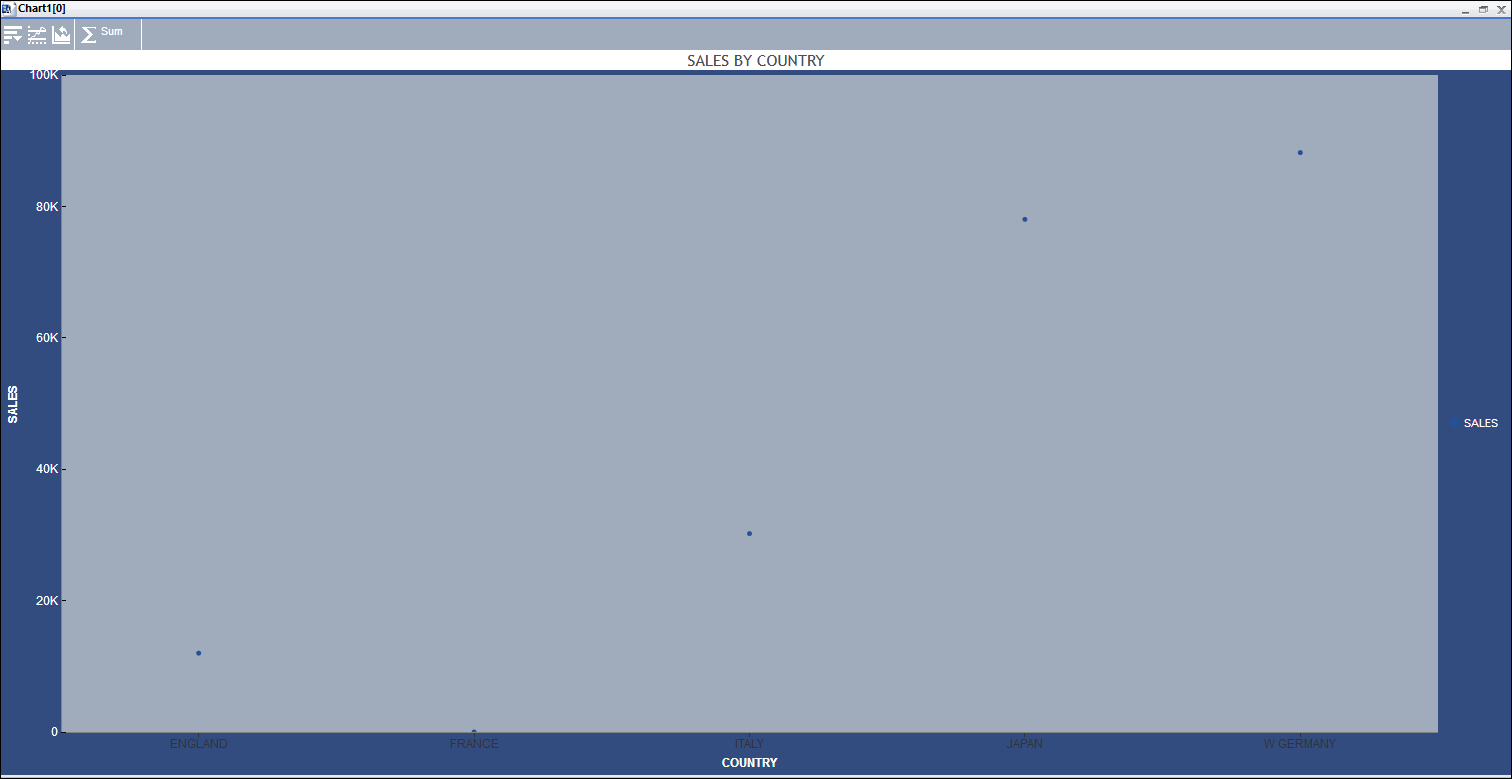 Chart1[0]
Sum
SALES BY COUNTRY
100K
80K
60K
40K
20K
0
SALES
SALES
ENGLAND FRANCE ITALY JAPAN W GERMANY
COUNTRY